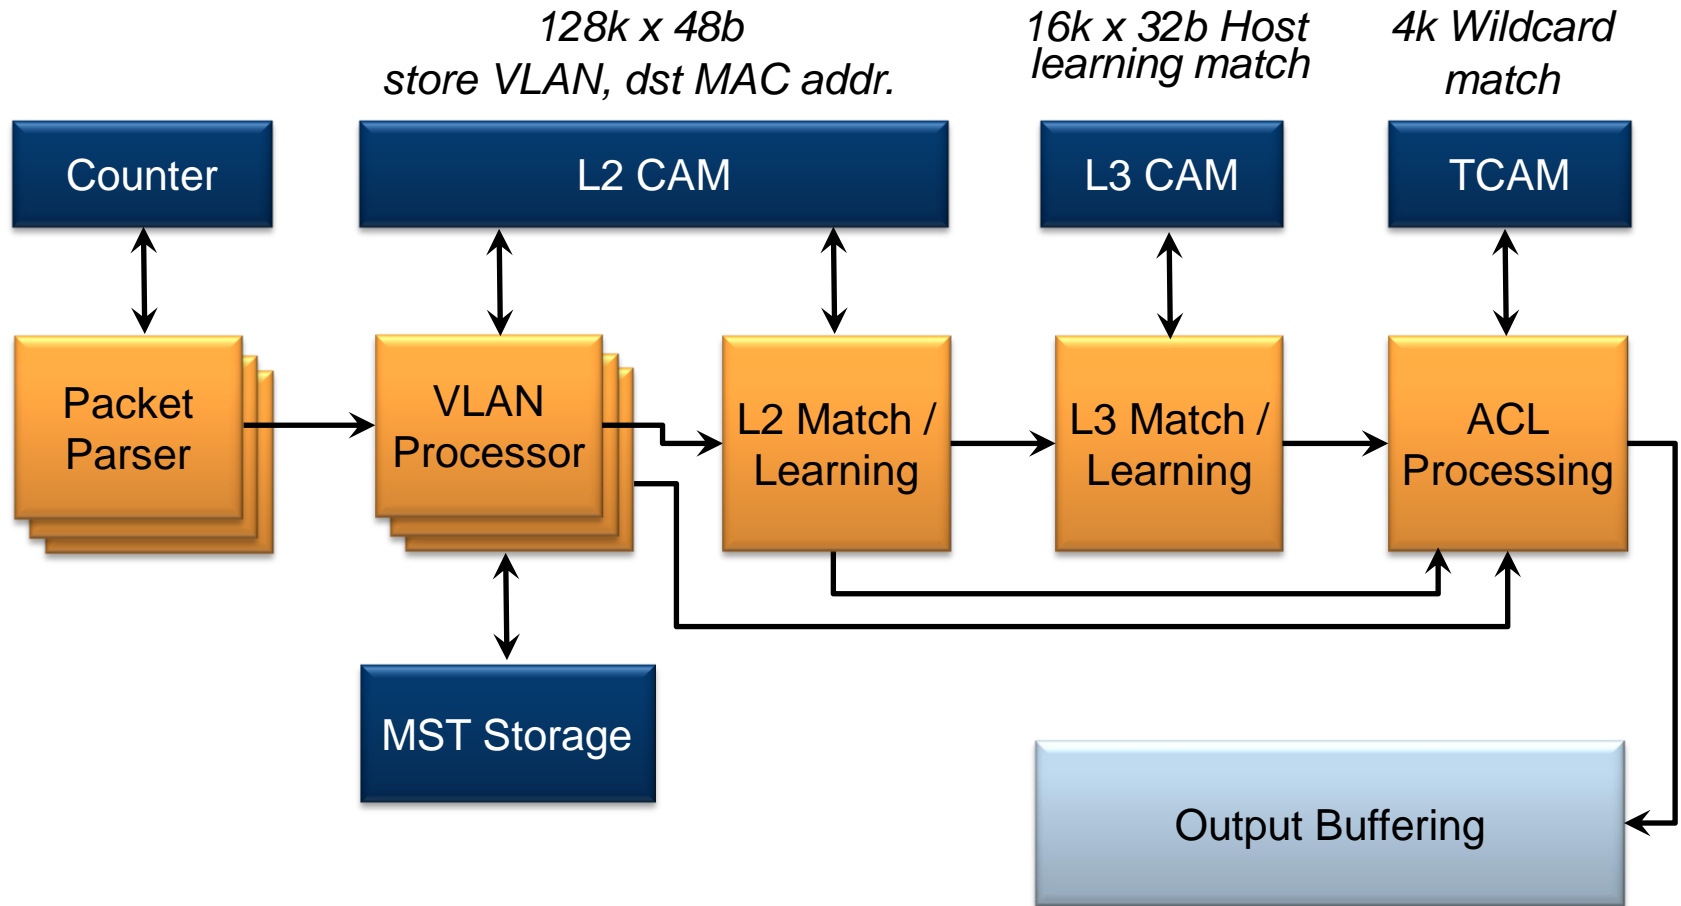 128k x 48b
store VLAN, dst MAC addr.
16k x 32b Host
learning match
4k Wildcard
match
Counter
L2 CAM
L3 CAM
TCAM
Packet
Parser
VLAN
Processor
L2 Match /
Learning
L3 Match /
Learning
ACL
Processing
MST Storage
Output Buffering